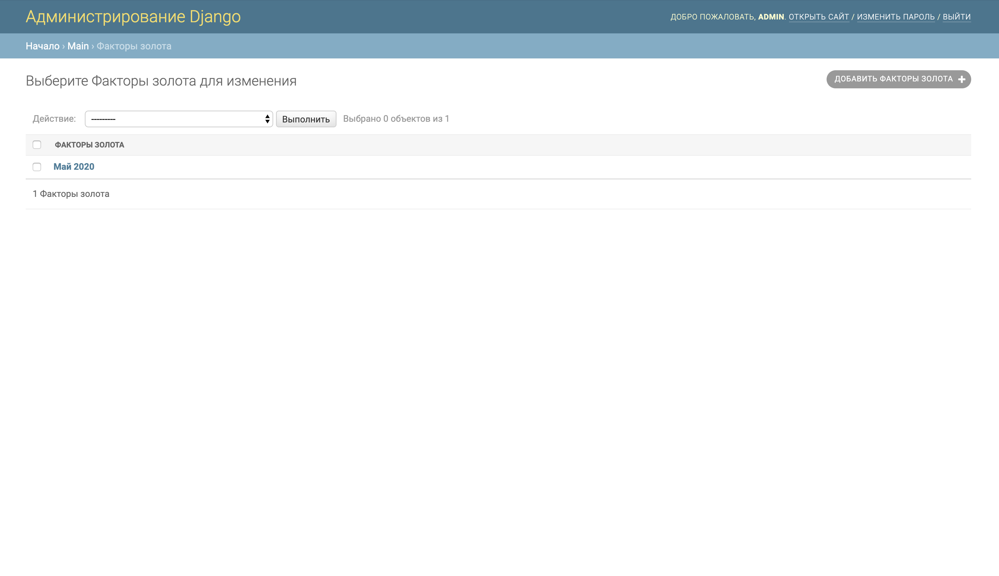 Администрирование Django
ДОБРО ПОЖАЛОВАТЬ, ADMIN. ОТКРЫТЬ САЙТ / ИЗМЕНИТЬ ПАРОЛЬ / ВЫЙТИ
Начало › Main › Факторы золота
Выберите Факторы золота для изменения
ДОБАВИТЬ ФАКТОРЫ ЗОЛОТА +
Действие: --------- Выполнить Выбрано 0 объектов из 1
ФАКТОРЫ ЗОЛОТА
Май 2020
1 Факторы золота